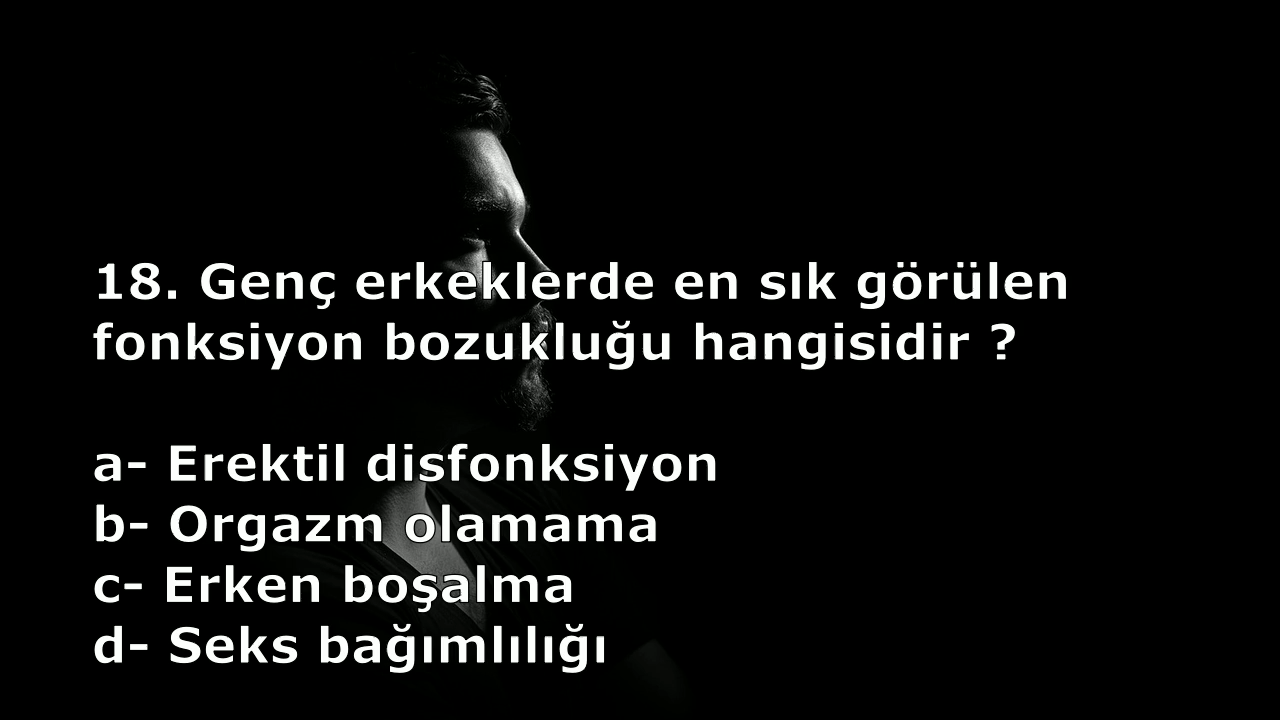 18. Genç erkeklerde en sık görülen
fonksiyon bozukluğu hangisidir ?
a- Erektil disfonksiyon
b- Orgazm olamama
c- Erken boşalma
d- Seks bağımlılığı